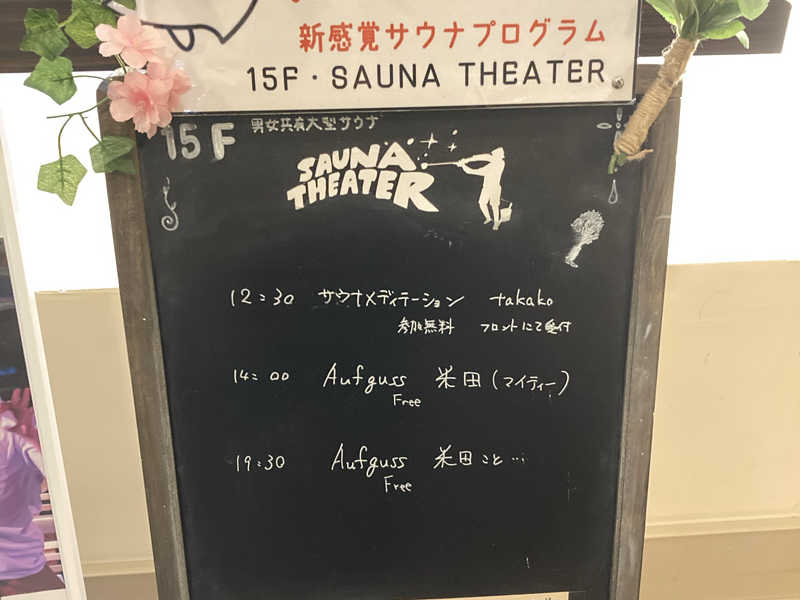 新感覚サウナプログラム
15F・SAUNA THEATER
15F 男女共有大型サウナ
SAUNA
THEATER
12:30 サウナメディテーション takako
参加無料 フロントにて受付
14:00 Aufguss 米田(マイティー)
Free
19:30 Aufguss 米田こと…
Free